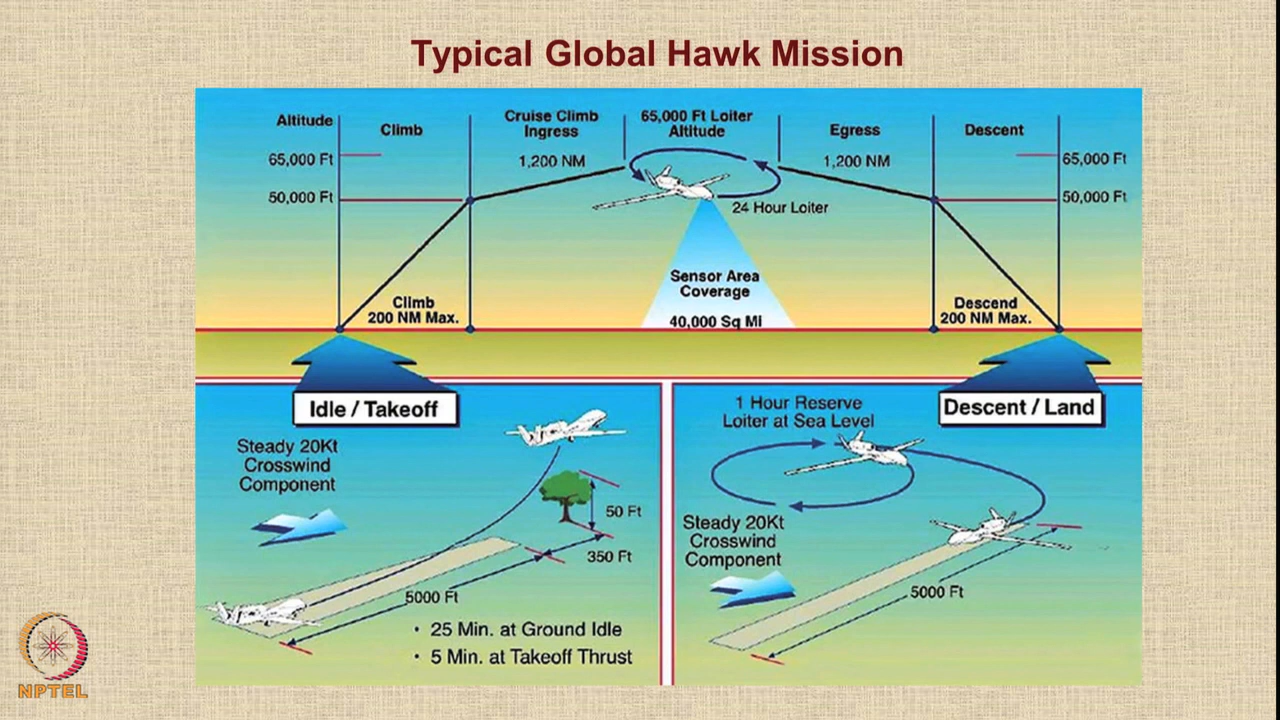 Typical Global Hawk Mission
Altitude
Climb
Cruise Climb
Ingress
65,000 Ft Loiter
Altitude
Egress
Descent
65,000 Ft
1,200 NM
1,200 NM
65,000 Ft
50,000 Ft
24 Hour Loiter
50,000 Ft
Sensor Area
Coverage
40,000 Sq Mi
Climb
200 NM Max.
Descend
200 NM Max.
Idle / Takeoff
Steady 20Kt
Crosswind
Component
50 Ft
350 Ft
5000 Ft
• 25 Min. at Ground Idle
• 5 Min. at Takeoff Thrust
1 Hour Reserve
Loiter at Sea Level
Descent / Land
Steady 20Kt
Crosswind
Component
5000 Ft
NPTEL